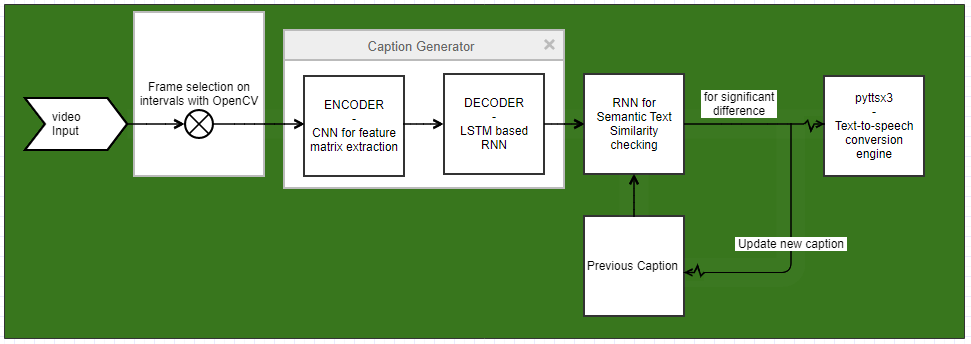 video
Input
Frame selection on
intervals with OpenCV
Caption Generator
ENCODER
-
CNN for feature
matrix extraction
DECODER
-
LSTM based
RNN
RNN for
Semantic Text
Similarity
checking
for significant
difference
pyttsx3
-
Text-to-speech
conversion
engine
Update new caption
Previous Caption